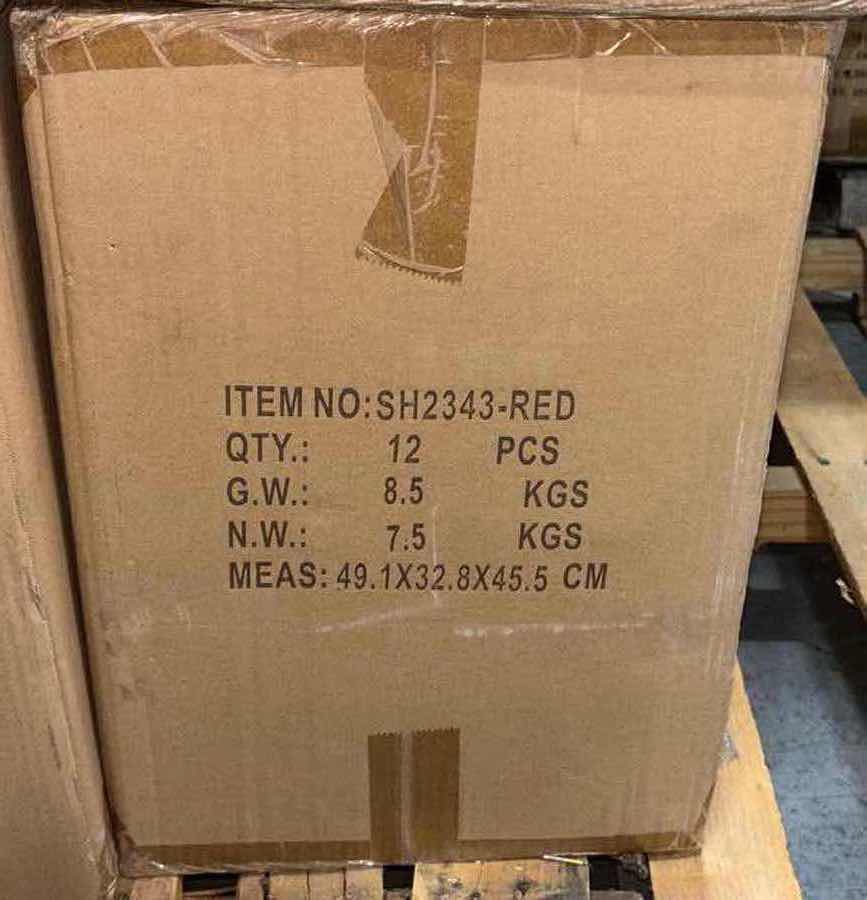 ITEM NO:SH2343-RED
QTY.: 12 PCS
G.W.: 8.5 KGS
N.W.: 7.5 KGS
MEAS: 49.1X32.8X45.5 CM